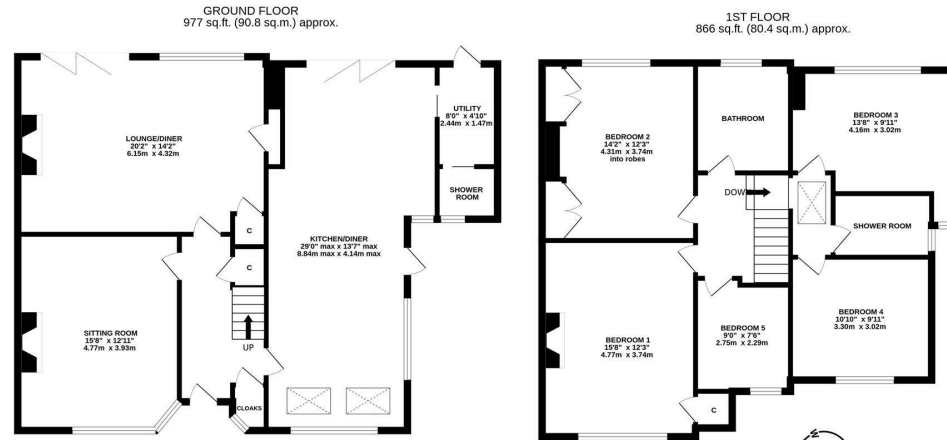 GROUND FLOOR
977 sq.ft. (90.8 sq.m.) approx.
LOUNGE/DINER
20'2" x 14'2"
6.15m x 4.32m
UTILITY
8'0" x 4'10"
2.44m x 1.47m
SHOWER
ROOM
C
C
KITCHEN/DINER
29'0" max x 13'7" max
8.84m max x 4.14m max
SITTING ROOM
15'8" x 12'11"
4.77m x 3.93m
UP
CLOAKS
1ST FLOOR
866 sq.ft. (80.4 sq.m.) approx.
BEDROOM 2
14'2" x 12'3"
4.31m x 3.74m
into robes
BATHROOM
BEDROOM 3
13'8" x 9'11"
4.16m x 3.02m
DOWN
SHOWER ROOM
BEDROOM 1
15'8" x 12'3"
4.77m x 3.74m
BEDROOM 5
9'0" x 7'6"
2.75m x 2.29m
BEDROOM 4
10'10" x 9'11"
3.30m x 3.02m
C